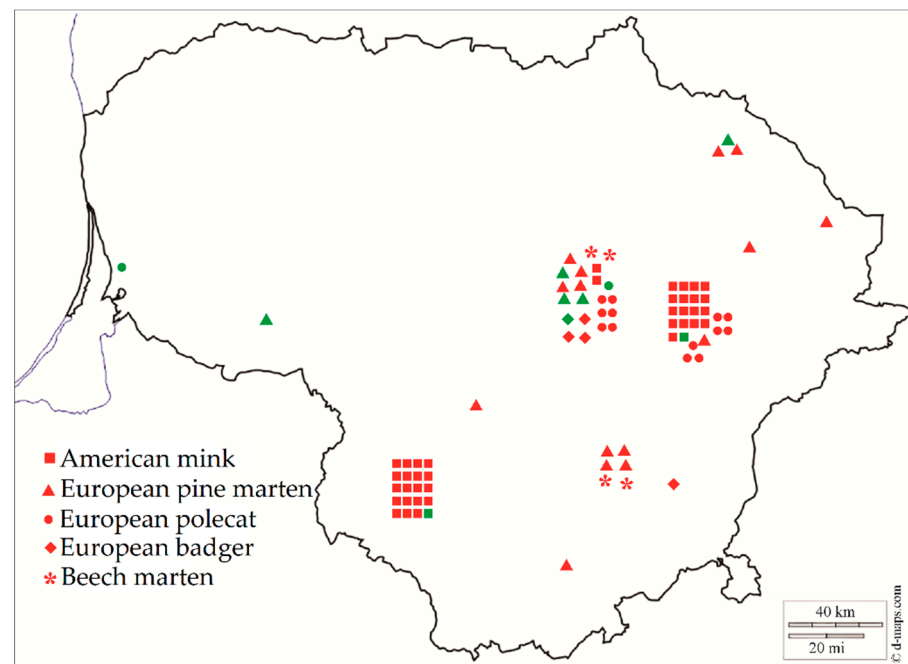 American mink
European pine marten
European polecat
European badger
Beech marten
40 km
20 mi
© d-maps.com